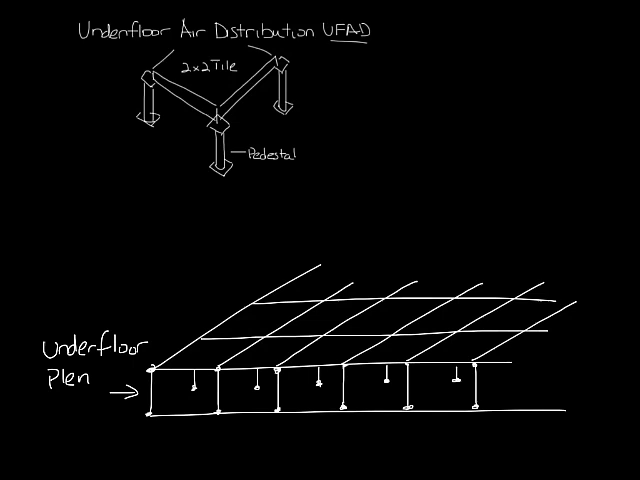 Underfloor Air Distribution UFAD
2x2 Tile
Pedestal
Underfloor
Plen